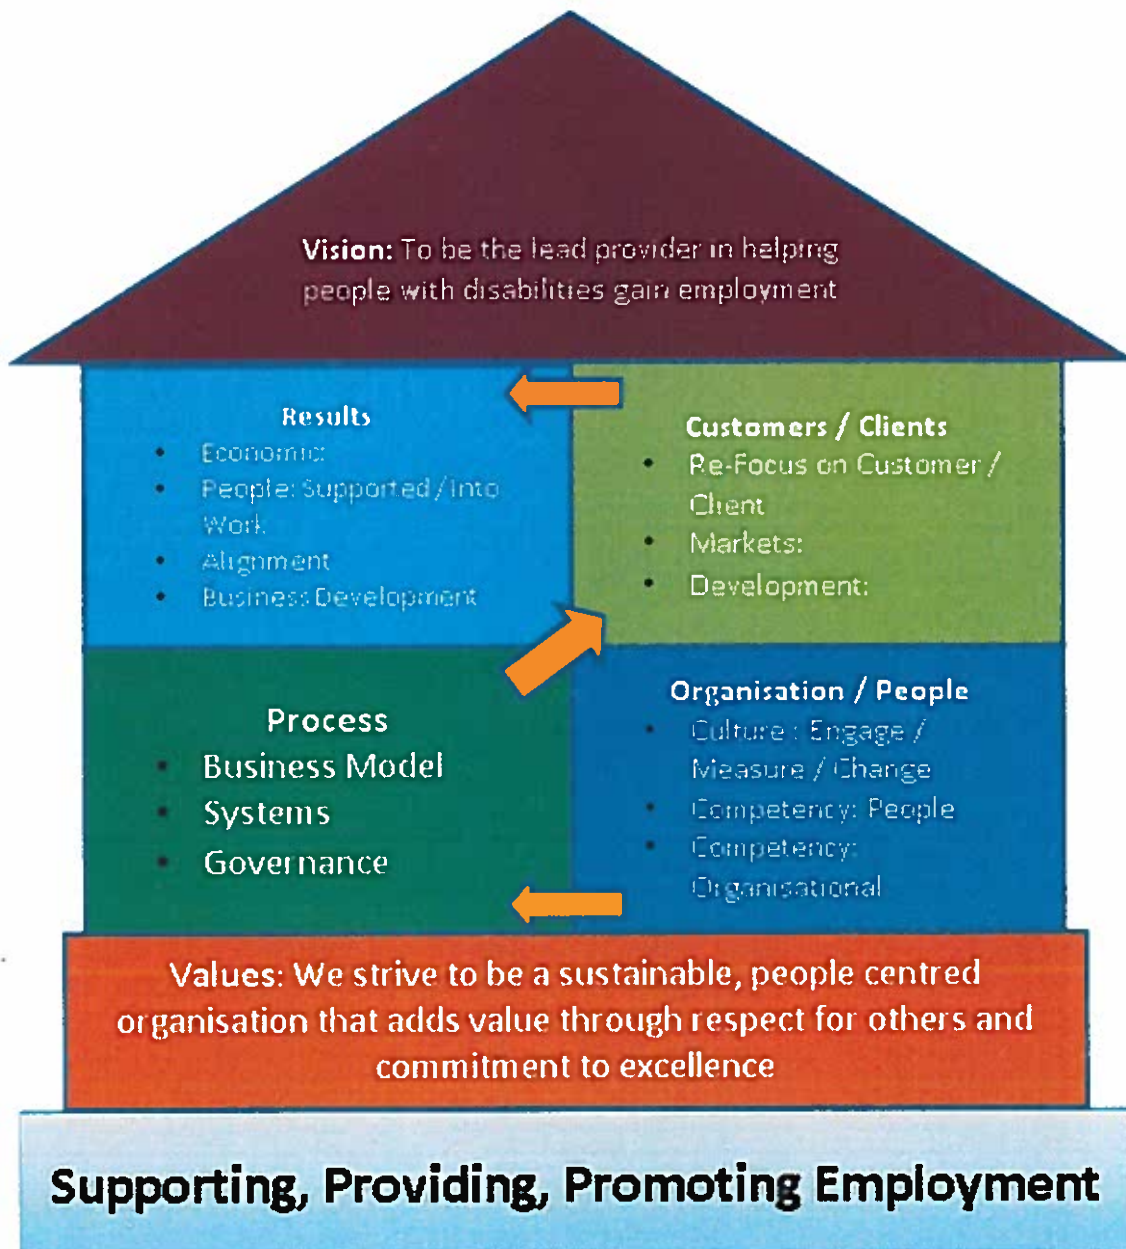 Vision: To be the lead provider in helping
people with disabilities gain employment
Results
• Economic:
• People: Supported / into
Work
• Alignment
• Business Development
Customers / Clients
• Re-Focus on Customer /
Client
• Markets:
• Development:
Process
• Business Model
• Systems
• Governance
Organisation / People
• Culture : Engage /
Measure / Change
• Competency: People
• Competency:
Organisational
Values: We strive to be a sustainable, people centred
organisation that adds value through respect for others and
commitment to excellence
Supporting, Providing, Promoting Employment